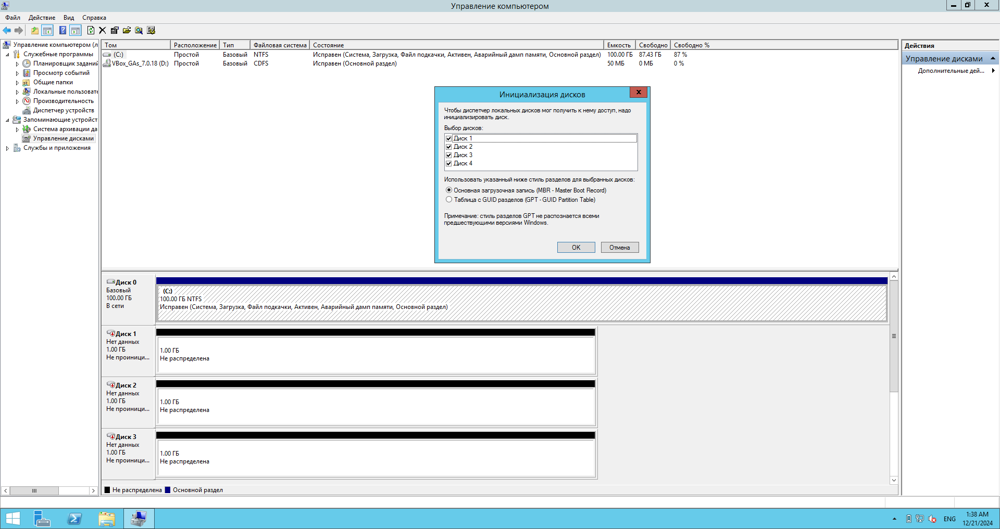 Управление компьютером
Файл Действие Вид Справка
Управление компьютером (л
Служебные программы
Планировщик заданий
Просмотр событий
Общие папки
Локальные пользовате
Производительность
Диспетчер устройств
Запоминающие устройст
Система архивации да
Управление дисками
Службы и приложения
Том Расположение Тип Файловая система Состояние Емкость Свободно Свободно %
(C:) Простой Базовый NTFS Исправен (Система, Загрузка, Файл подкачки, Активен, Аварийный дамп памяти, Основной раздел) 100.00 ГБ 87.43 ГБ 87 %
VBox_GAs_7.0.18 (D:) Простой Базовый CDFS Исправен (Основной раздел) 50 МБ 0 МБ 0 %
Инициализация дисков
Чтобы диспетчер локальных дисков мог получить к нему доступ, надо
инициализировать диск.
Выбор дисков:
Диск 1
Диск 2
Диск 3
Диск 4
Использовать указанный ниже стиль разделов для выбранных дисков:
Основная загрузочная запись (MBR - Master Boot Record)
Таблица с GUID разделов (GPT - GUID Partition Table)
Примечание: стиль разделов GPT не распознается всеми
предшествующими версиями Windows.
OK Отмена
Диск 0
Базовый
100.00 ГБ
В сети
(C:)
100.00 ГБ NTFS
Исправен (Система, Загрузка, Файл подкачки, Активен, Аварийный дамп памяти, Основной раздел)
Диск 1
Нет данных
1.00 ГБ
Не проиници...
1.00 ГБ
Не распределена
Диск 2
Нет данных
1.00 ГБ
Не проиници...
1.00 ГБ
Не распределена
Диск 3
Нет данных
1.00 ГБ
Не проиници...
1.00 ГБ
Не распределена
Не распределена Основной раздел
Действия
Управление дисками
Дополнительные дей...
ENG
1:38 AM
12/21/2024